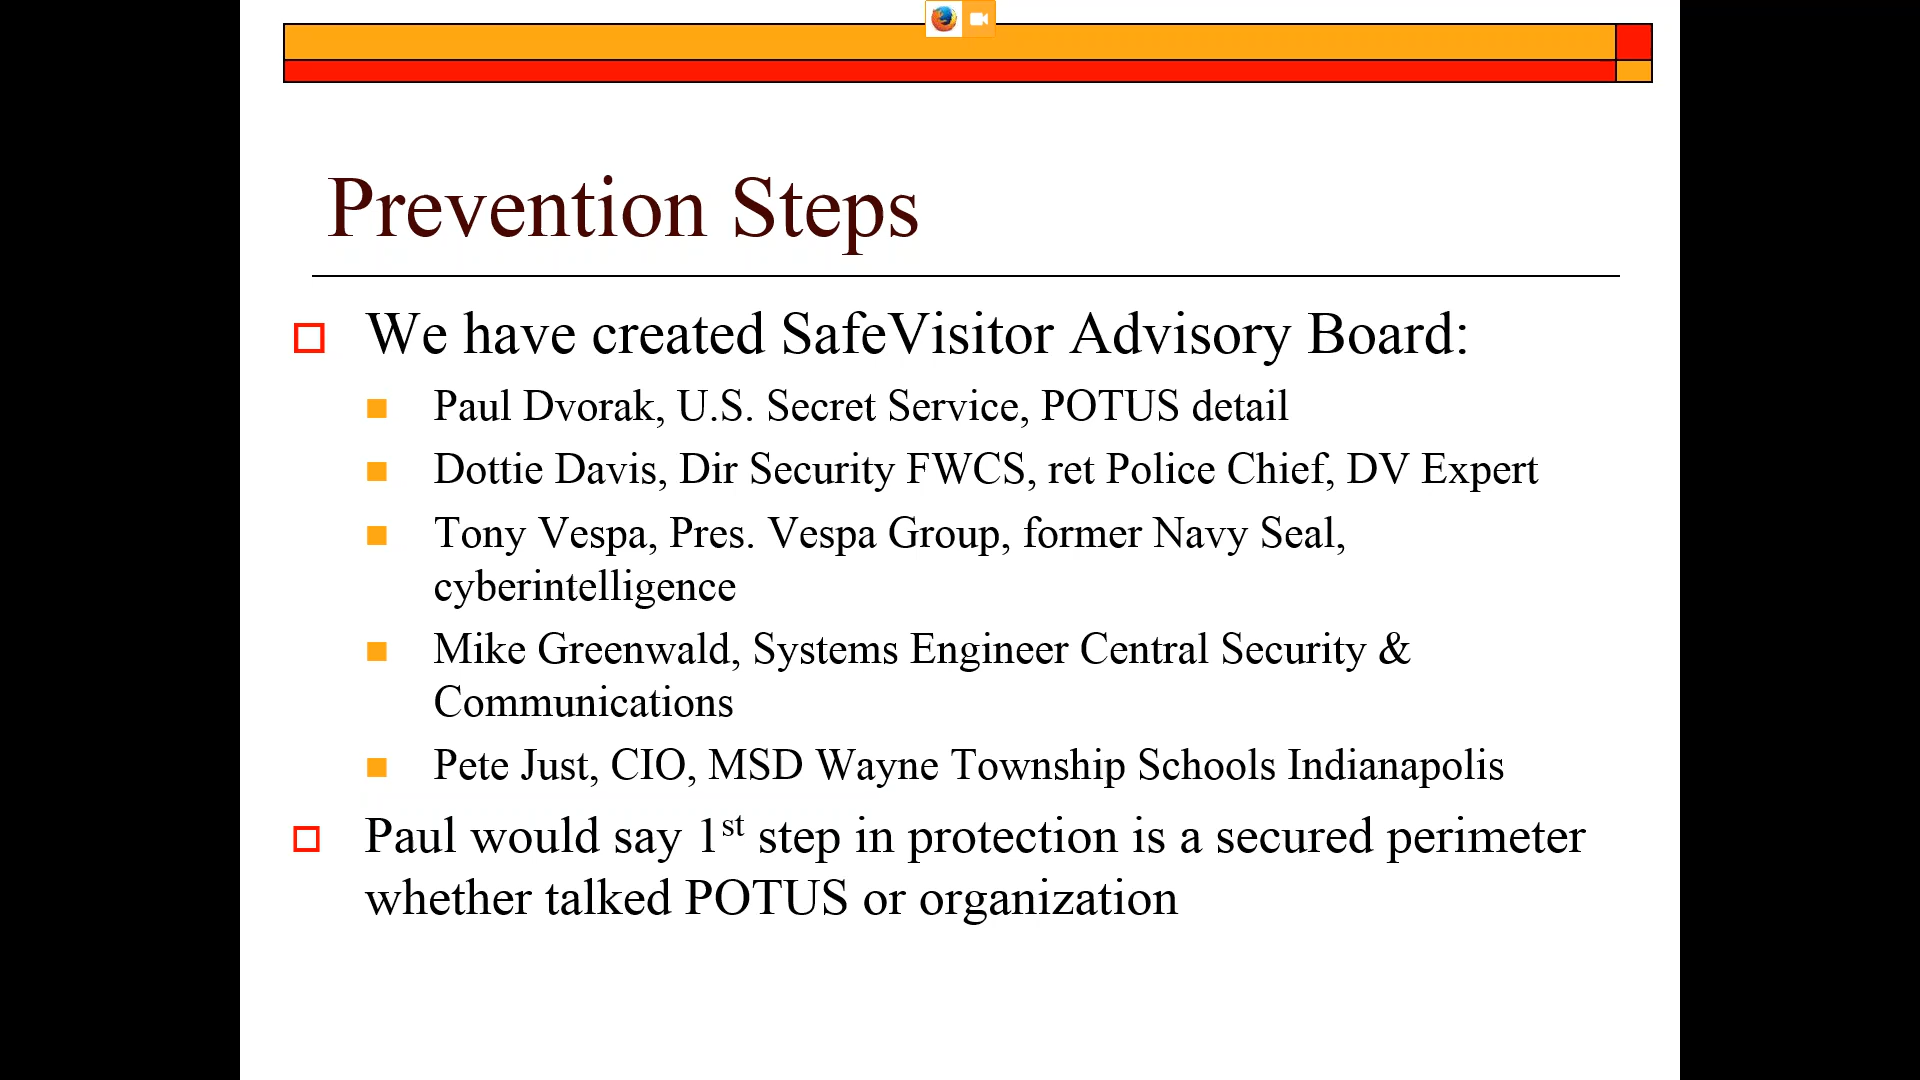 Prevention Steps
We have created SafeVisitor Advisory Board:
Paul Dvorak, U.S. Secret Service, POTUS detail
Dottie Davis, Dir Security FWCS, ret Police Chief, DV Expert
Tony Vespa, Pres. Vespa Group, former Navy Seal,
cyberintelligence
Mike Greenwald, Systems Engineer Central Security &
Communications
Pete Just, CIO, MSD Wayne Township Schools Indianapolis
Paul would say 1st step in protection is a secured perimeter
whether talked POTUS or organization